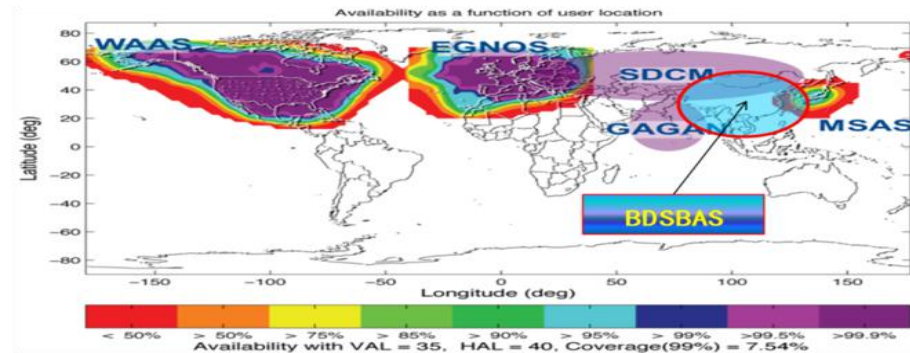 Availability as a function of user location
WAAS
EGNOS
SDCM
GAGAN
MSAS
BDSBAS
Latitude (deg)
80
60
40
20
0
−20
−40
−60
−80
−150
−100
−50
0
50
100
150
Longitude (deg)
< 50%
> 50%
> 75%
> 85%
> 90%
> 95%
> 99%
>99.5%
>99.9%
Availability with VAL = 35, HAL = 40, Coverage(99%) = 7.54%